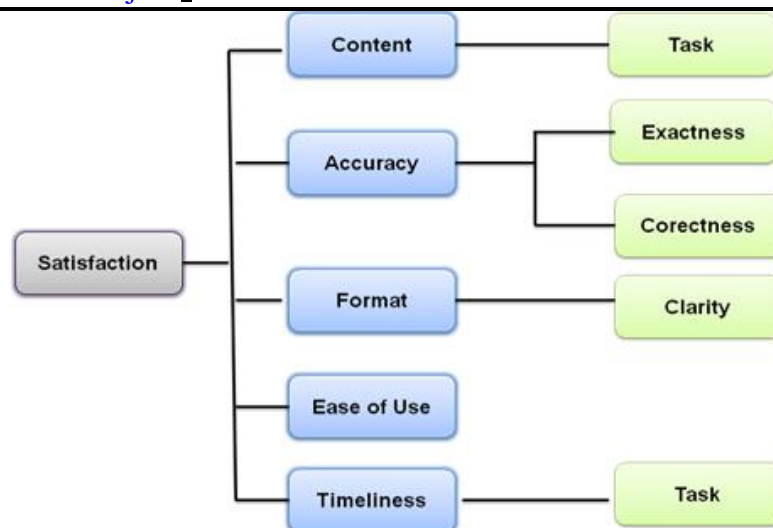 Content
Task
Exactness
Accuracy
Corectness
Satisfaction
Format
Clarity
Ease of Use
Timeliness
Task